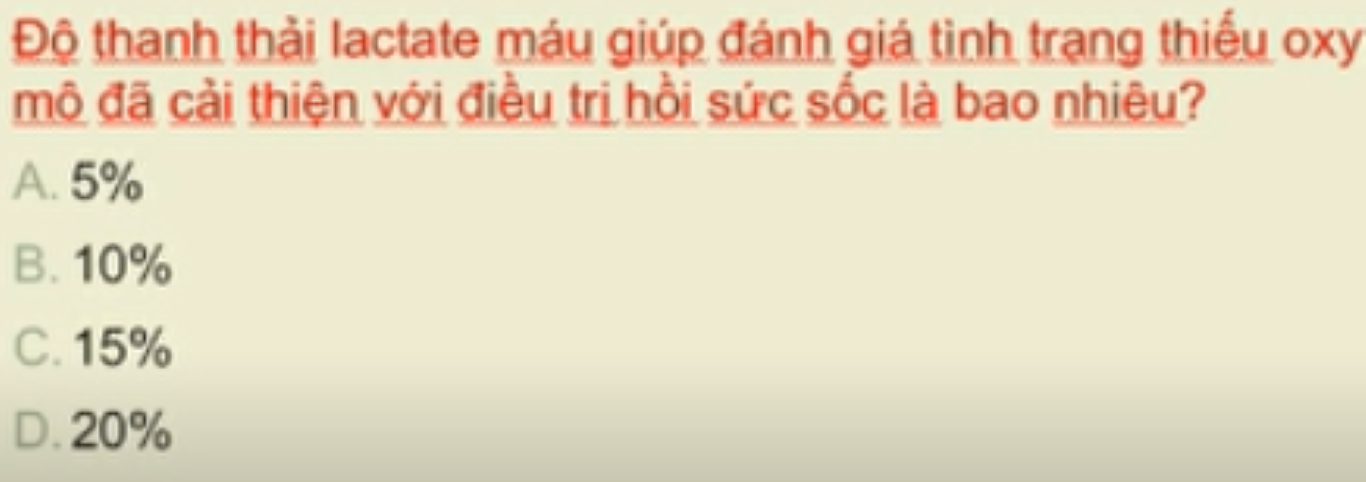 Độ thanh thải lactate máu giúp đánh giá tình trạng thiếu oxy
mô đã cải thiện với điều trị hồi sức sốc là bao nhiêu?
A. 5%
B. 10%
C. 15%
D. 20%